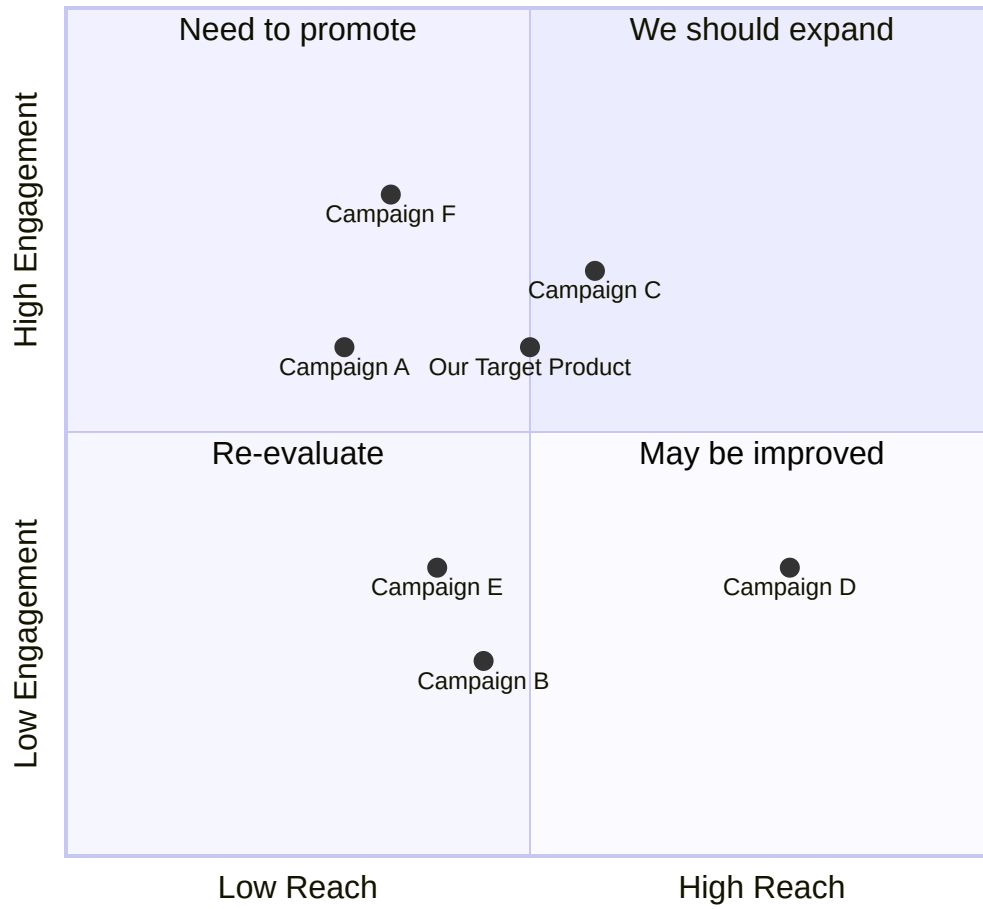 Need to promote
We should expand
High Engagement
Campaign F
Campaign C
Campaign A
Our Target Product
Re-evaluate
May be improved
Low Engagement
Campaign E
Campaign D
Campaign B
Low Reach
High Reach